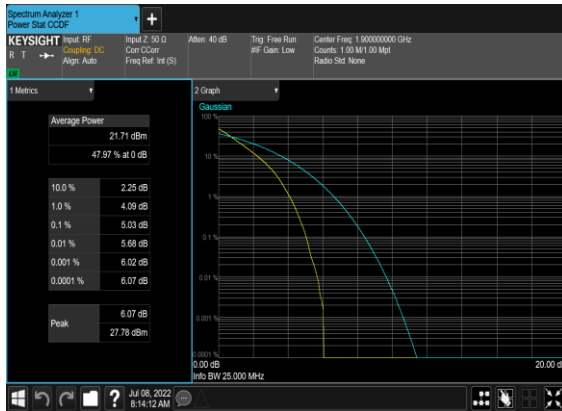 Spectrum Analyzer 1
Power Stat CCDF
+
KEYSIGHT
R T
LXI
Input: RF
Coupling: DC
Align: Auto
Input Z: 50 Ω
Corr CCorr
Freq Ref: Int (S)
Atten: 40 dB
Trig: Free Run
#IF Gain: Low
Center Freq: 1.900000000 GHz
Counts: 1.00 M/1.00 Mpt
Radio Std: None
1 Metrics
Average Power
21.71 dBm
47.97 % at 0 dB
10.0 % 2.25 dB
1.0 % 4.09 dB
0.1 % 5.03 dB
0.01 % 5.68 dB
0.001 % 6.02 dB
0.0001 % 6.07 dB
Peak
6.07 dB
27.78 dBm
2 Graph
Gaussian
100 %
10 %
1 %
0.1 %
0.01 %
0.001 %
0.0001 %
0.00 dB
20.00 d
Info BW 25.000 MHz
?
Jul 08, 2022
8:14:12 AM